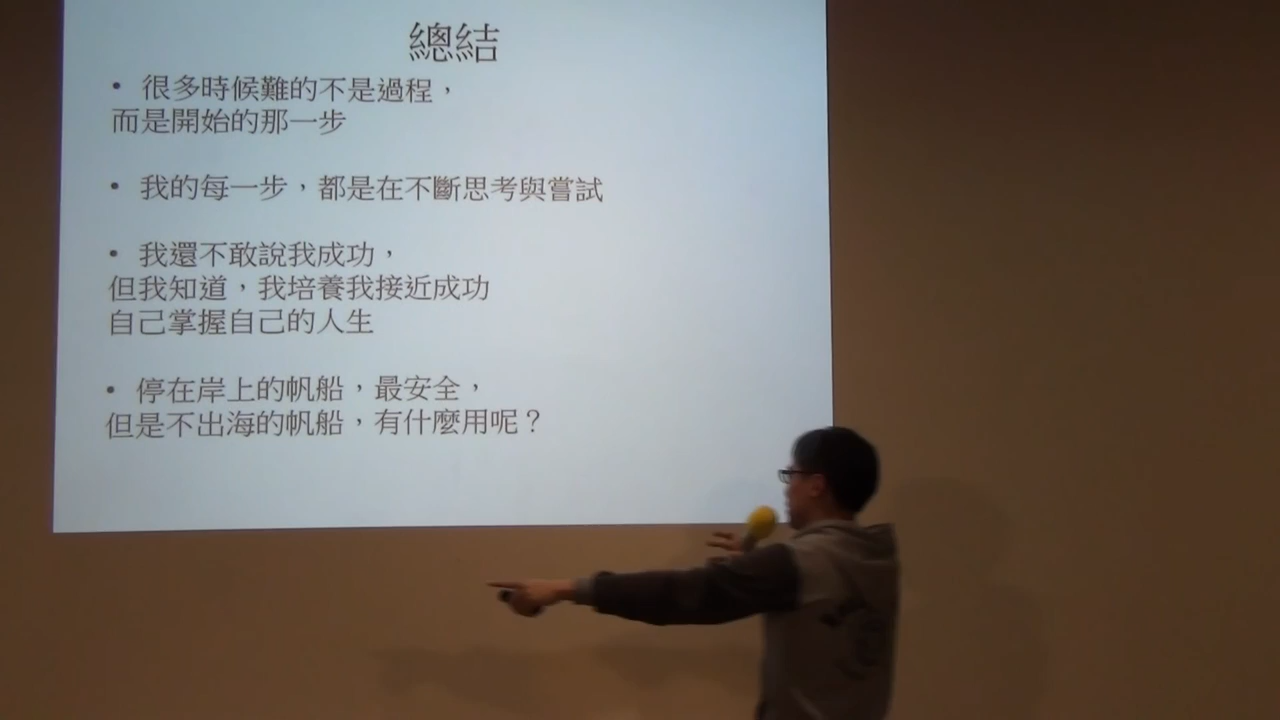 總結
• 很多時候難的不是過程，
而是開始的那一步
• 我的每一步，都是在不斷思考與嘗試
• 我還不敢說我成功，
但我知道，我培養我接近成功
自己掌握自己的人生
• 停在岸上的帆船，最安全，
但是不出海的帆船，有什麼用呢？